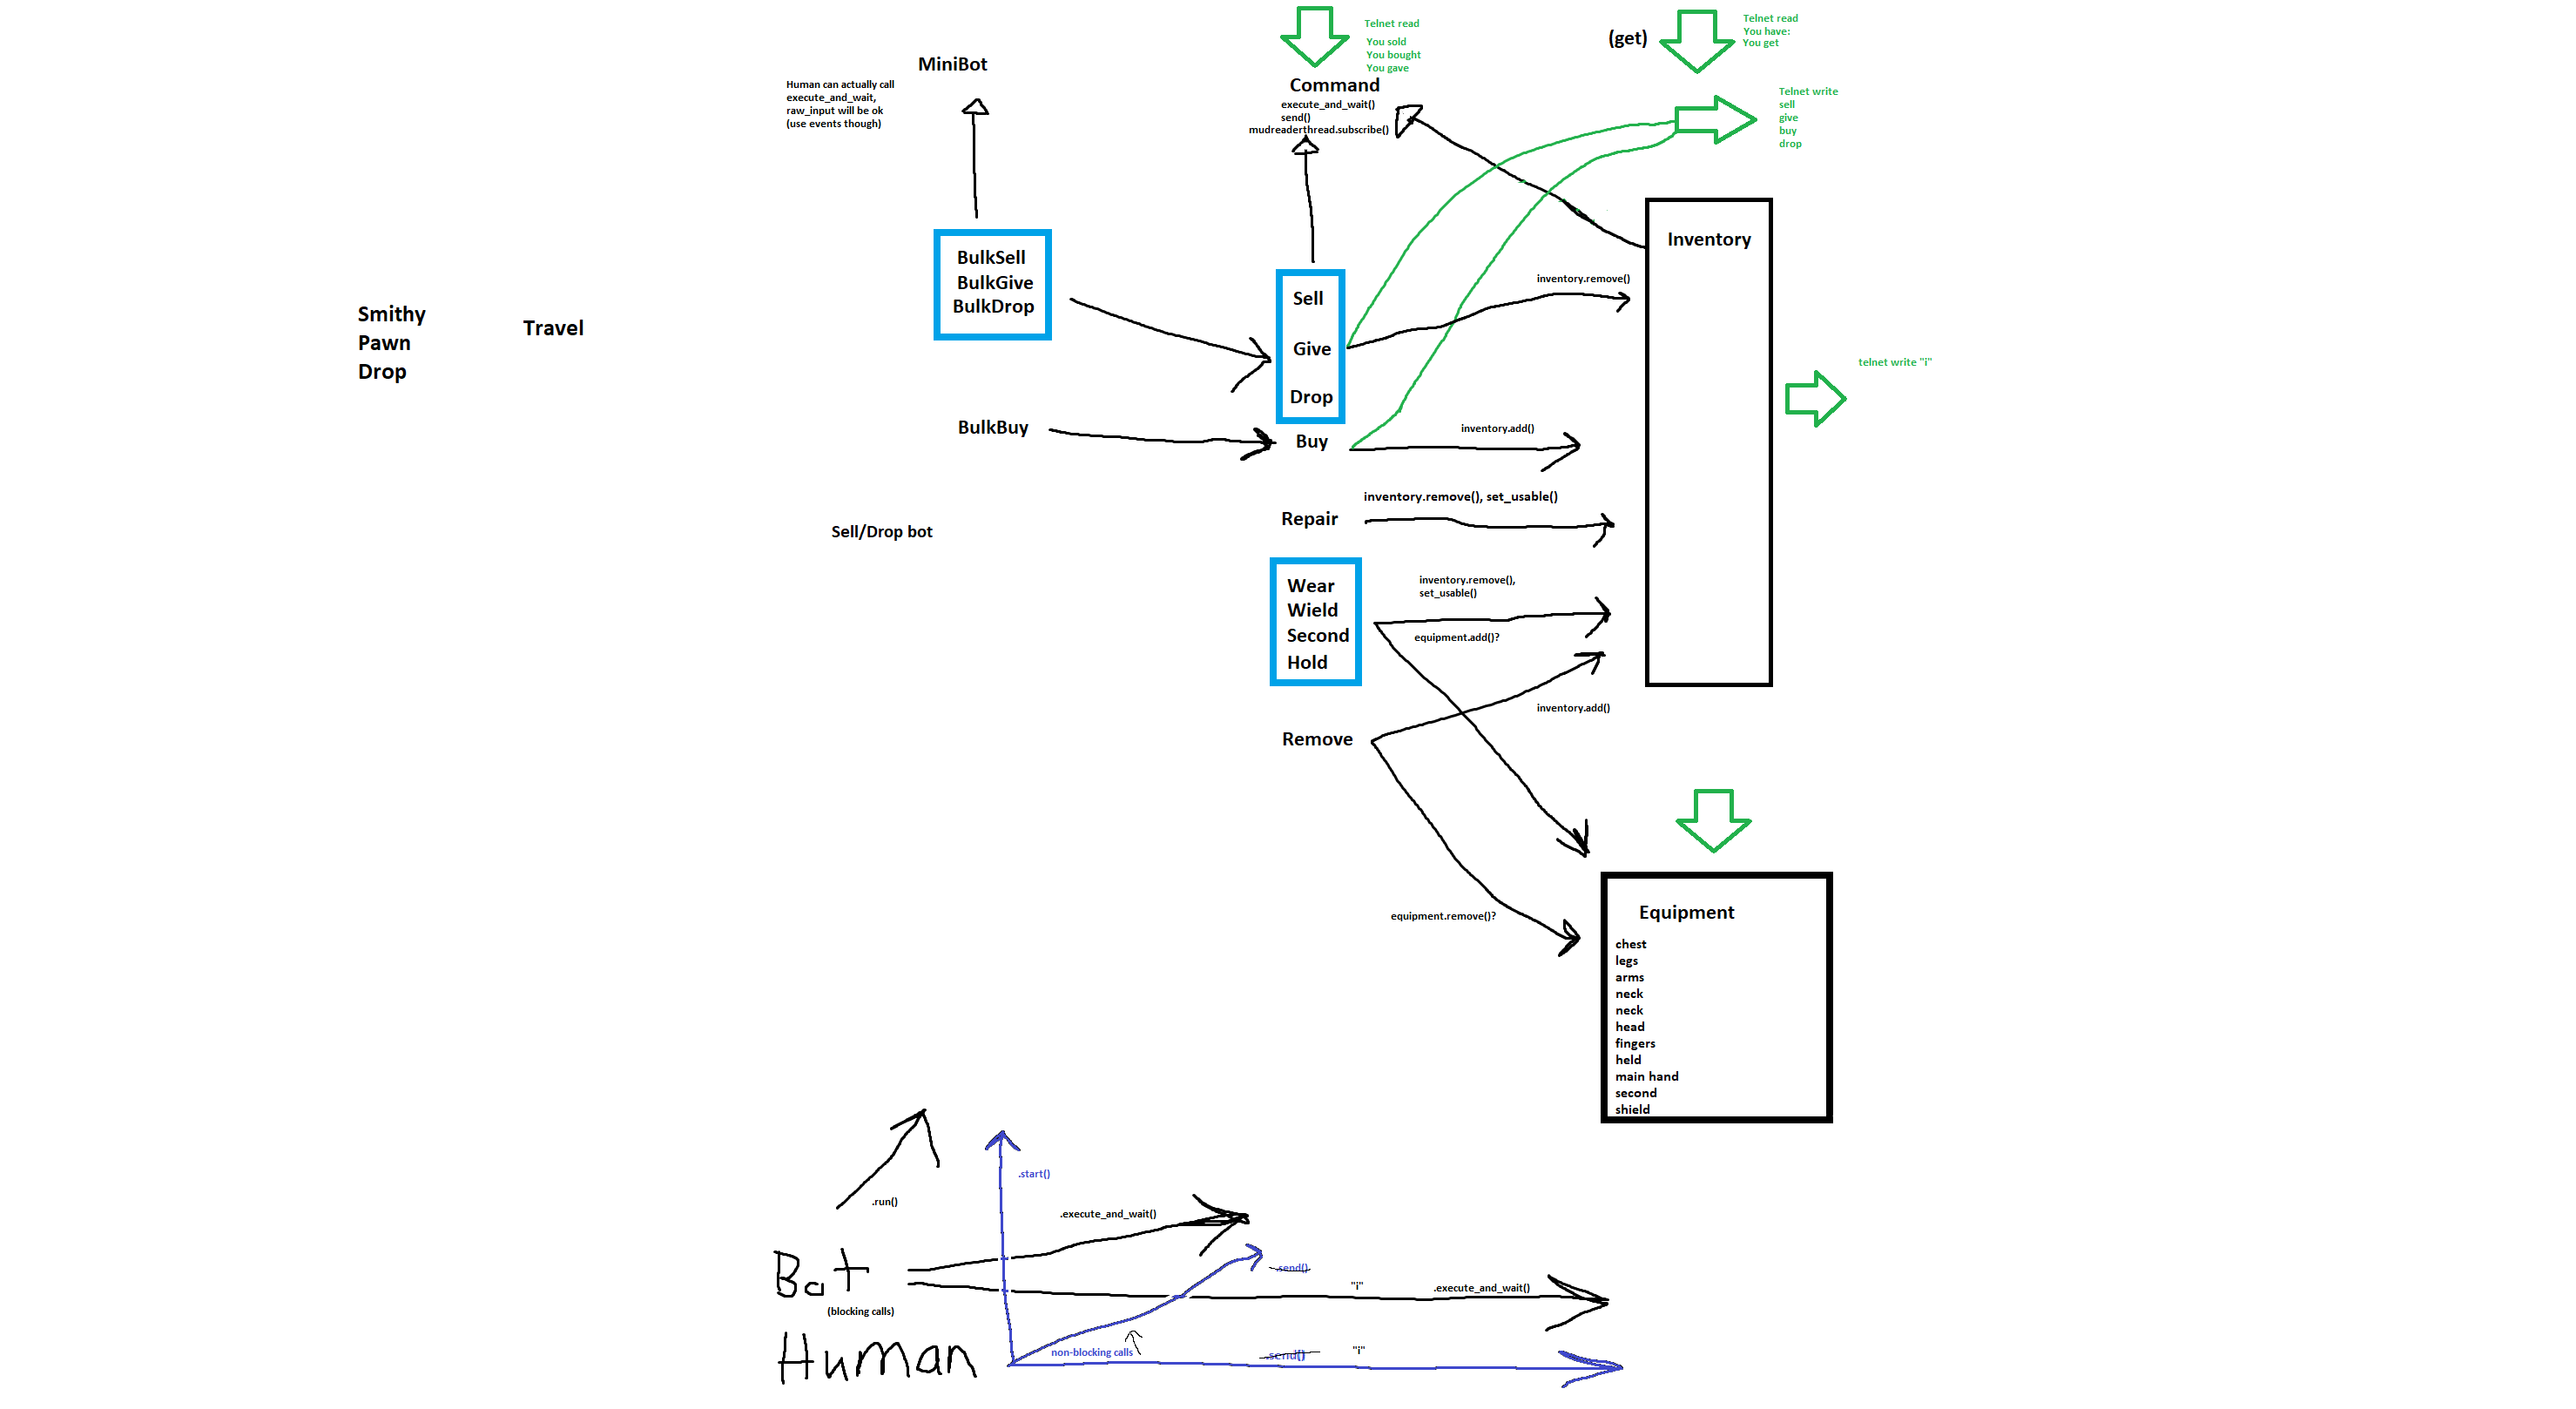 Telnet read
You sold
You bought
You gave
(get)
Telnet read
You have:
You get
MiniBot
Human can actually call
execute_and_wait,
raw_input will be ok
(use events though)
Command
execute_and_wait()
send()
mudreaderthread.subscribe()
Telnet write
sell
give
buy
drop
BulkSell
BulkGive
BulkDrop
Inventory
inventory.remove()
Sell
Give
Drop
Smithy
Pawn
Drop
Travel
telnet write "i"
BulkBuy
Buy
inventory.add()
inventory.remove(), set_usable()
Repair
Sell/Drop bot
Wear
Wield
Second
Hold
inventory.remove(),
set_usable()
equipment.add()?
inventory.add()
Remove
equipment.remove()?
Equipment
chest
legs
arms
neck
neck
head
fingers
held
main hand
second
shield
.start()
.run()
.execute_and_wait()
Bot
(blocking calls)
.send()
"i"
.execute_and_wait()
Human
non-blocking calls
.send()
"i"